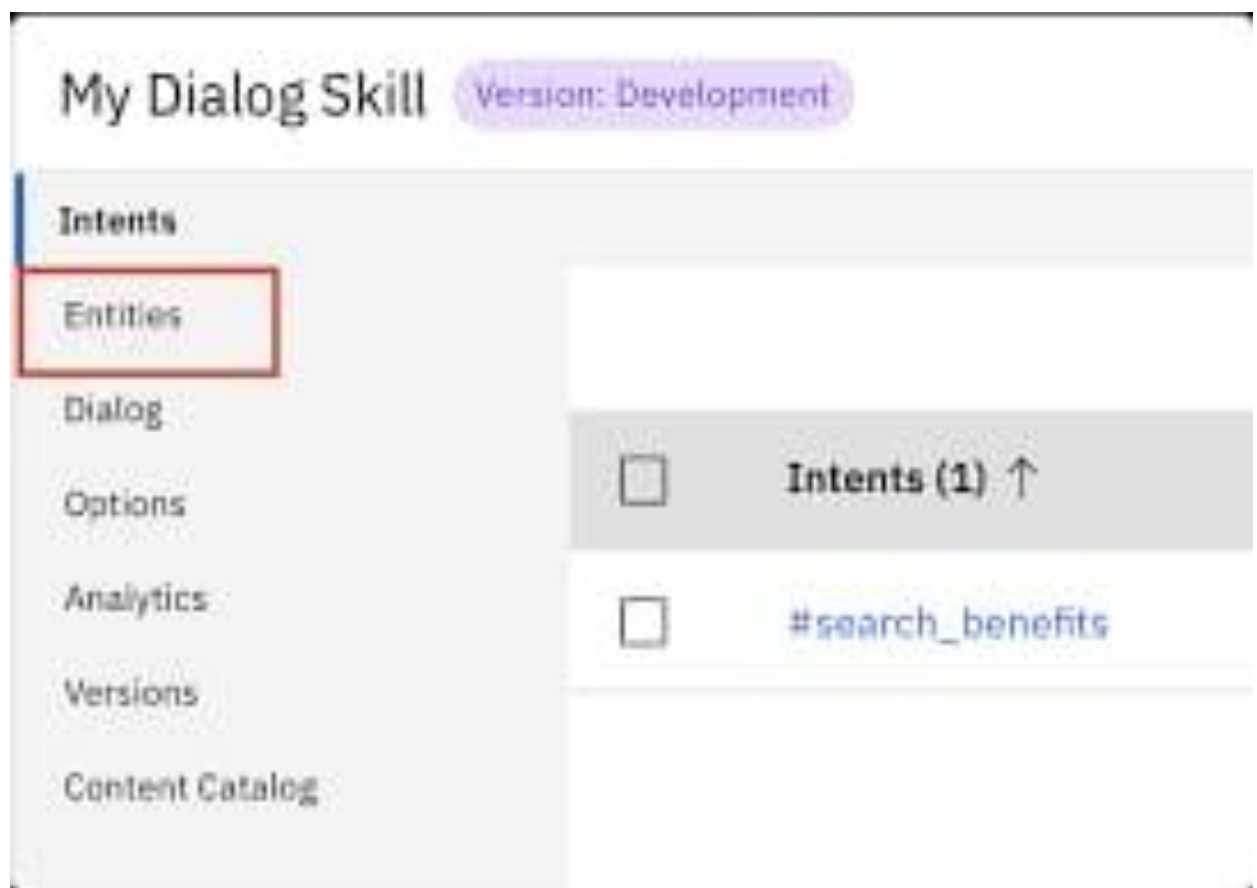 My Dialog Skill Version: Development
Intents
Entities
Dialog
Options
Analytics
Versions
Content Catalog
Intents (1) ↑
#search_benefits